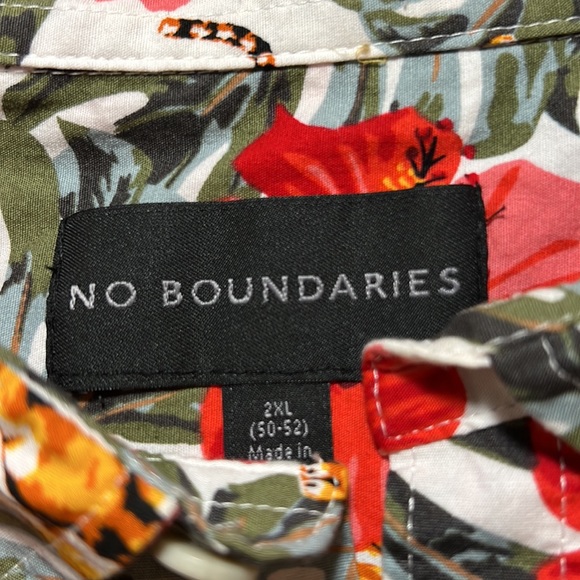 NO BOUNDARIES
2XL
(50-52)
Made in